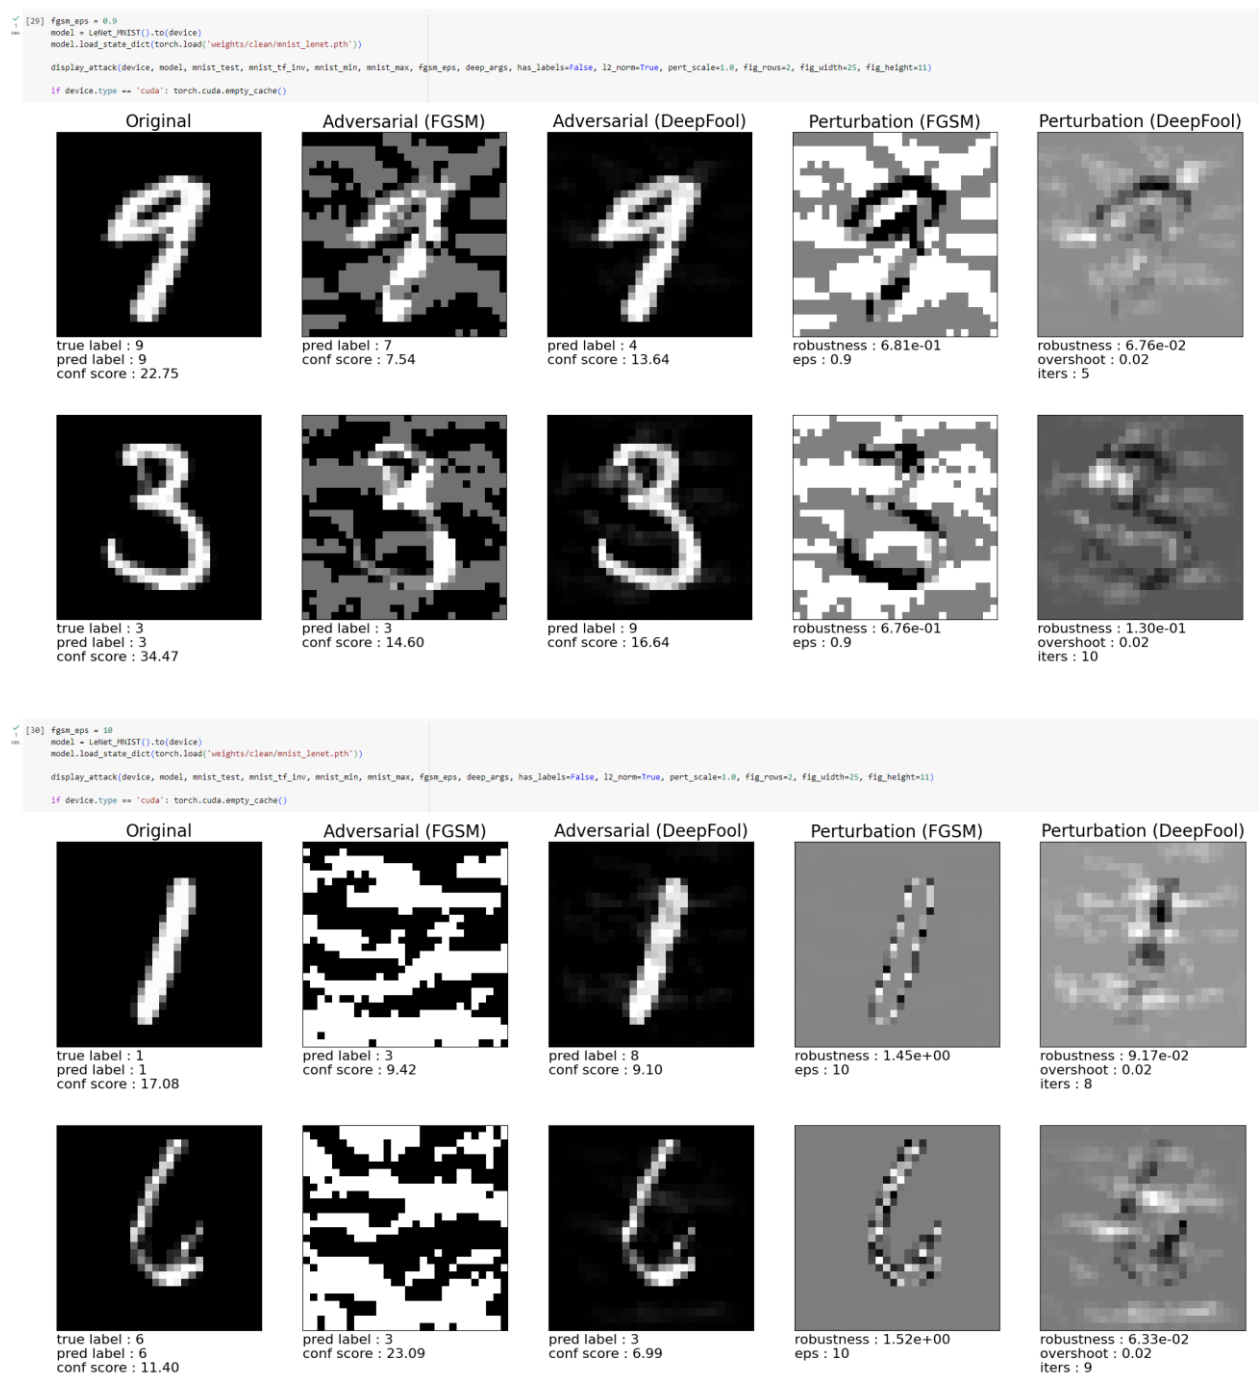 [29] fgsm_eps = 0.9
model = LeNet_MNIST().to(device)
model.load_state_dict(torch.load('weights/clean/mnist_lenet.pth'))
display_attack(device, model, mnist_test, mnist_tf_inv, mnist_min, mnist_max, fgsm_eps, deep_args, has_labels=False, l2_norm=True, pert_scale=1.0, fig_rows=2, fig_width=25, fig_height=11)
if device.type == 'cuda': torch.cuda.empty_cache()
Original Adversarial (FGSM) Adversarial (DeepFool) Perturbation (FGSM) Perturbation (DeepFool)
true label : 9 pred label : 7 pred label : 4 robustness : 6.81e-01 robustness : 6.76e-02
pred label : 9 conf score : 7.54 conf score : 13.64 eps : 0.9 overshoot : 0.02
conf score : 22.75 iters : 5
true label : 3 pred label : 3 pred label : 9 robustness : 6.76e-01 robustness : 1.30e-01
pred label : 3 conf score : 14.60 conf score : 16.64 eps : 0.9 overshoot : 0.02
conf score : 34.47 iters : 10
[30] fgsm_eps = 10
model = LeNet_MNIST().to(device)
model.load_state_dict(torch.load('weights/clean/mnist_lenet.pth'))
display_attack(device, model, mnist_test, mnist_tf_inv, mnist_min, mnist_max, fgsm_eps, deep_args, has_labels=False, l2_norm=True, pert_scale=1.0, fig_rows=2, fig_width=25, fig_height=11)
if device.type == 'cuda': torch.cuda.empty_cache()
Original Adversarial (FGSM) Adversarial (DeepFool) Perturbation (FGSM) Perturbation (DeepFool)
true label : 1 pred label : 3 pred label : 8 robustness : 1.45e+00 robustness : 9.17e-02
pred label : 1 conf score : 9.42 conf score : 9.10 eps : 10 overshoot : 0.02
conf score : 17.08 iters : 8
true label : 6 pred label : 3 pred label : 3 robustness : 1.52e+00 robustness : 6.33e-02
pred label : 6 conf score : 23.09 conf score : 6.99 eps : 10 overshoot : 0.02
conf score : 11.40 iters : 9